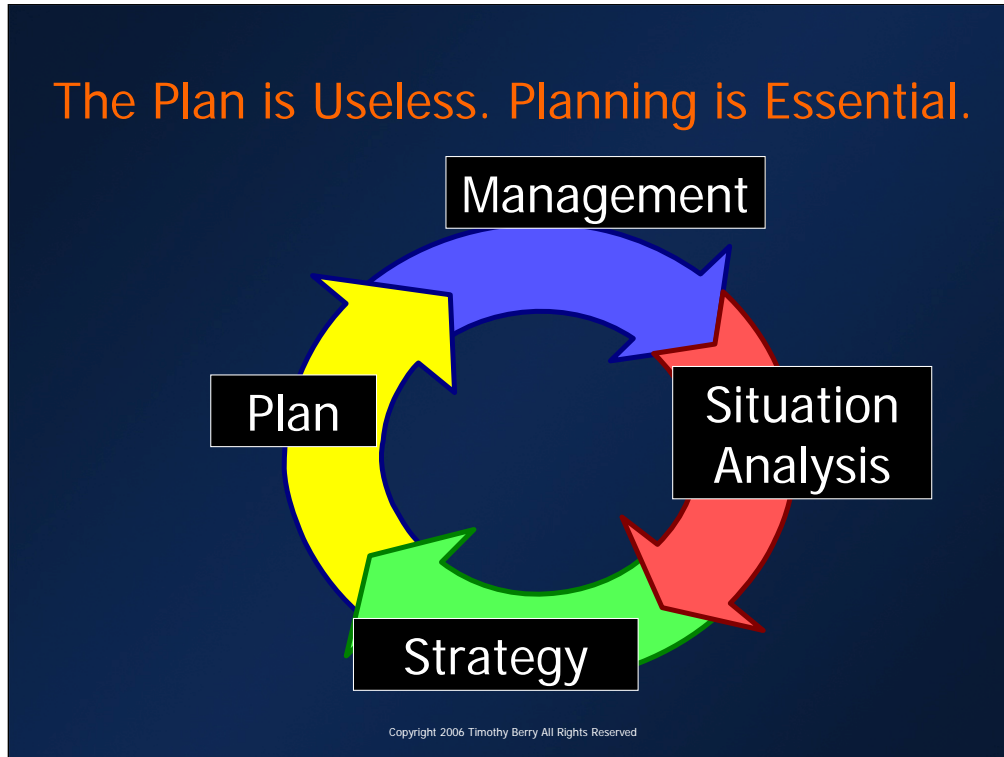 The Plan is Useless. Planning is Essential.
Management
Plan
Situation
Analysis
Strategy
Copyright 2006 Timothy Berry All Rights Reserved